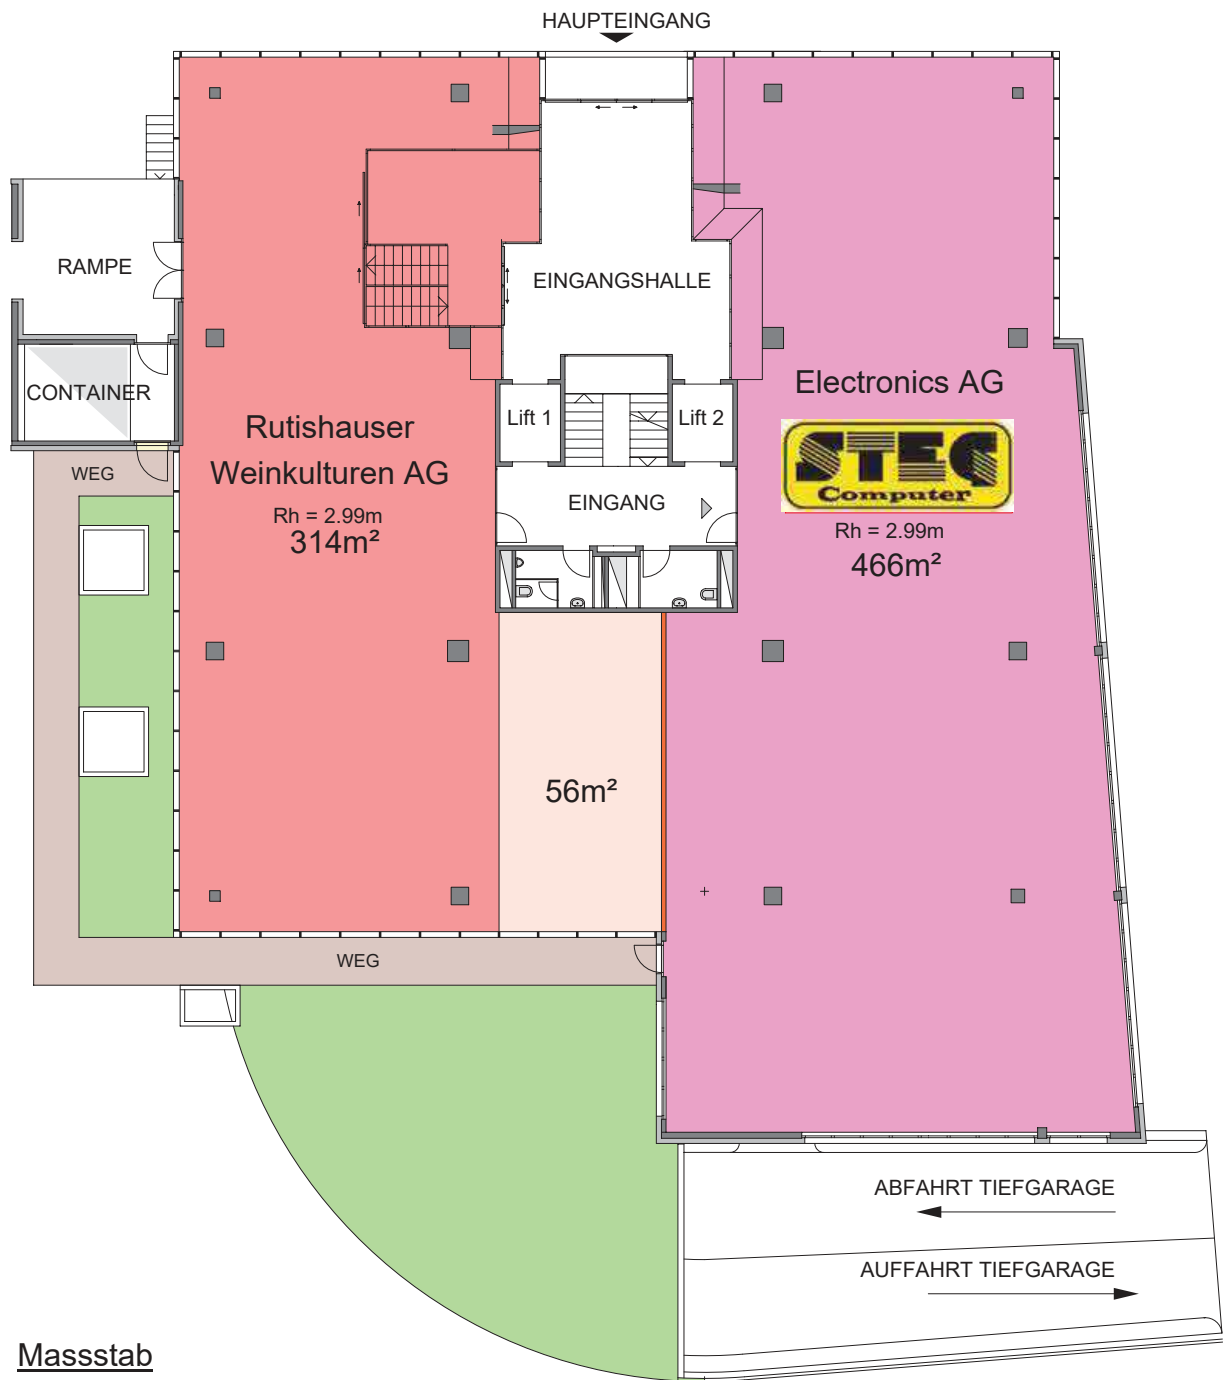 HAUPTEINGANG
RAMPE
EINGANGSHALLE
CONTAINER
Lift 1
Lift 2
Electronics AG
Rutishauser
Weinkulturen AG
STEG
Computer
WEG
EINGANG
Rh = 2.99m
314m²
Rh = 2.99m
466m²
56m²
WEG
ABFAHRT TIEFGARAGE
AUFFAHRT TIEFGARAGE
Massstab